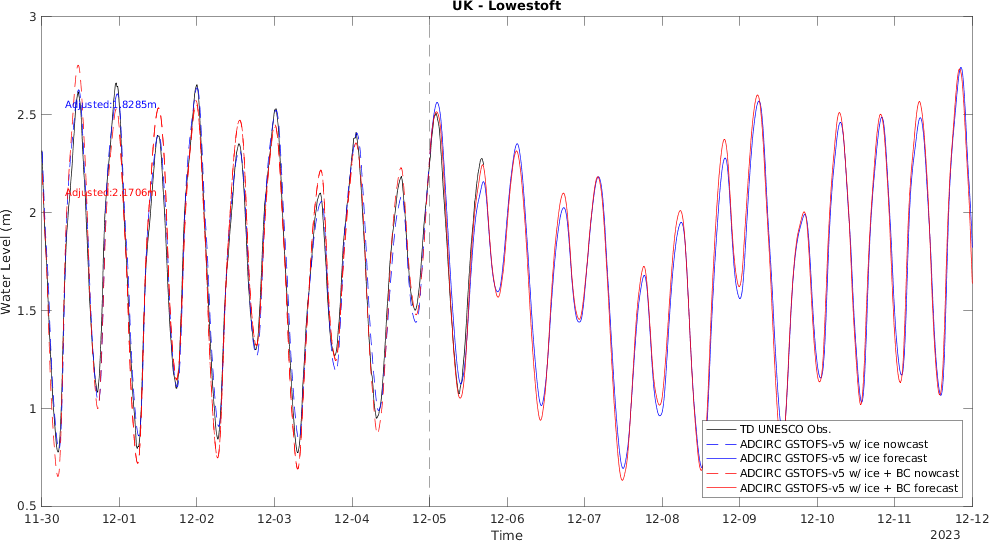 UK - Lowestoft
3
2.5
2
1.5
1
0.5
Water Level (m)
Adjusted:1.8285m
Adjusted:2.1706m
TD UNESCO Obs.
ADCIRC GSTOFS-v5 w/ ice nowcast
ADCIRC GSTOFS-v5 w/ ice forecast
ADCIRC GSTOFS-v5 w/ ice + BC nowcast
ADCIRC GSTOFS-v5 w/ ice + BC forecast
11-30 12-01 12-02 12-03 12-04 12-05 12-06 12-07 12-08 12-09 12-10 12-11 12-12
Time
2023